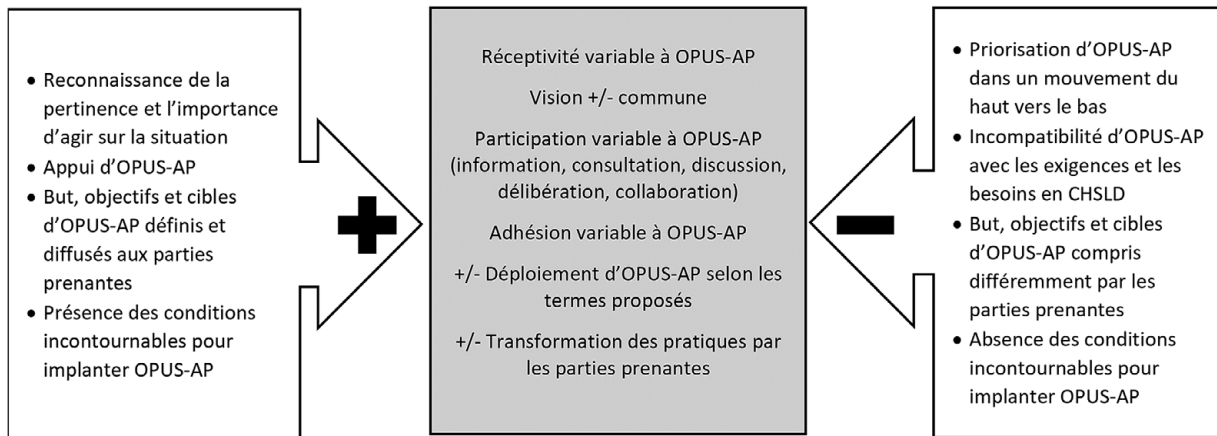 • Reconnaissance de la
pertinence et l’importance
d’agir sur la situation
• Appui d’OPUS-AP
• But, objectifs et cibles
d’OPUS-AP définis et
diffusés aux parties
prenantes
• Présence des conditions
incontournables pour
implanter OPUS-AP
+
Réceptivité variable à OPUS-AP
Vision +/- commune
Participation variable à OPUS-AP
(information, consultation, discussion,
délibération, collaboration)
Adhésion variable à OPUS-AP
+/- Déploiement d’OPUS-AP selon les
termes proposés
+/- Transformation des pratiques par
les parties prenantes
-
• Priorisation d’OPUS-AP
dans un mouvement du
haut vers le bas
• Incompatibilité d’OPUS-AP
avec les exigences et les
besoins en CHSLD
• But, objectifs et cibles
d’OPUS-AP compris
différemment par les
parties prenantes
• Absence des conditions
incontournables pour
implanter OPUS-AP